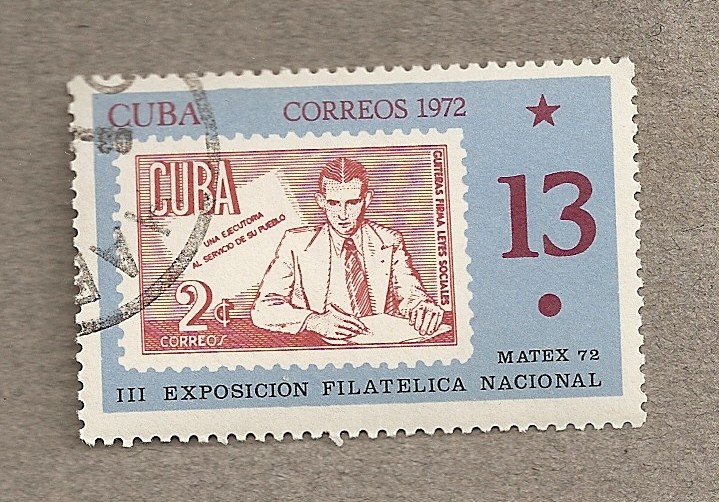 CUBA CORREOS 1972
CUBA
UNA EJECUTORIA
AL SERVICIO DE SU PUEBLO
GUITERAS FIRMA LEYES SOCIALES
2¢
CORREOS
13
MATEX 72
III EXPOSICION FILATELICA NACIONAL